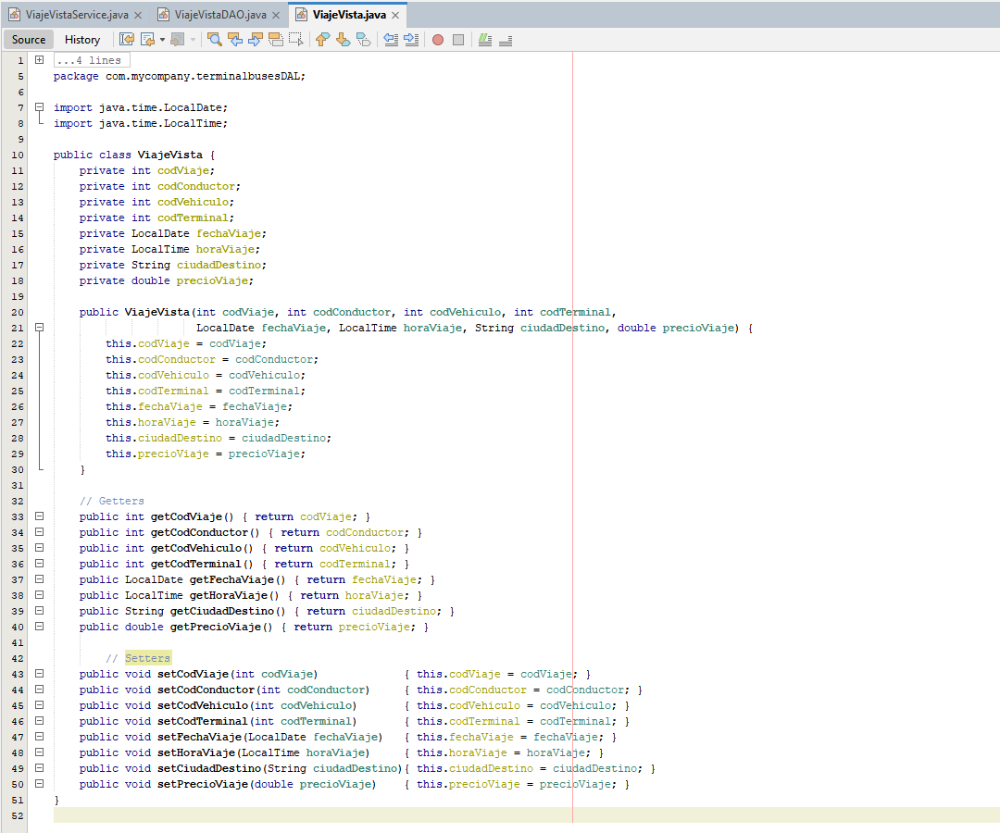 ViajeVistaService.java
ViajeVistaDAO.java
ViajeVista.java
Source
History
1 ...4 lines
5 package com.mycompany.terminalbusesDAL;
6
7 import java.time.LocalDate;
8 import java.time.LocalTime;
9
10 public class ViajeVista {
11 private int codViaje;
12 private int codConductor;
13 private int codVehiculo;
14 private int codTerminal;
15 private LocalDate fechaViaje;
16 private LocalTime horaViaje;
17 private String ciudadDestino;
18 private double precioViaje;
19
20 public ViajeVista(int codViaje, int codConductor, int codVehiculo, int codTerminal,
21 LocalDate fechaViaje, LocalTime horaViaje, String ciudadDestino, double precioViaje) {
22 this.codViaje = codViaje;
23 this.codConductor = codConductor;
24 this.codVehiculo = codVehiculo;
25 this.codTerminal = codTerminal;
26 this.fechaViaje = fechaViaje;
27 this.horaViaje = horaViaje;
28 this.ciudadDestino = ciudadDestino;
29 this.precioViaje = precioViaje;
30 }
31
32 // Getters
33 public int getCodViaje() { return codViaje; }
34 public int getCodConductor() { return codConductor; }
35 public int getCodVehiculo() { return codVehiculo; }
36 public int getCodTerminal() { return codTerminal; }
37 public LocalDate getFechaViaje() { return fechaViaje; }
38 public LocalTime getHoraViaje() { return horaViaje; }
39 public String getCiudadDestino() { return ciudadDestino; }
40 public double getPrecioViaje() { return precioViaje; }
41
42 // Setters
43 public void setCodViaje(int codViaje) { this.codViaje = codViaje; }
44 public void setCodConductor(int codConductor) { this.codConductor = codConductor; }
45 public void setCodVehiculo(int codVehiculo) { this.codVehiculo = codVehiculo; }
46 public void setCodTerminal(int codTerminal) { this.codTerminal = codTerminal; }
47 public void setFechaViaje(LocalDate fechaViaje) { this.fechaViaje = fechaViaje; }
48 public void setHoraViaje(LocalTime horaViaje) { this.horaViaje = horaViaje; }
49 public void setCiudadDestino(String ciudadDestino){ this.ciudadDestino = ciudadDestino; }
50 public void setPrecioViaje(double precioViaje) { this.precioViaje = precioViaje; }
51 }
52